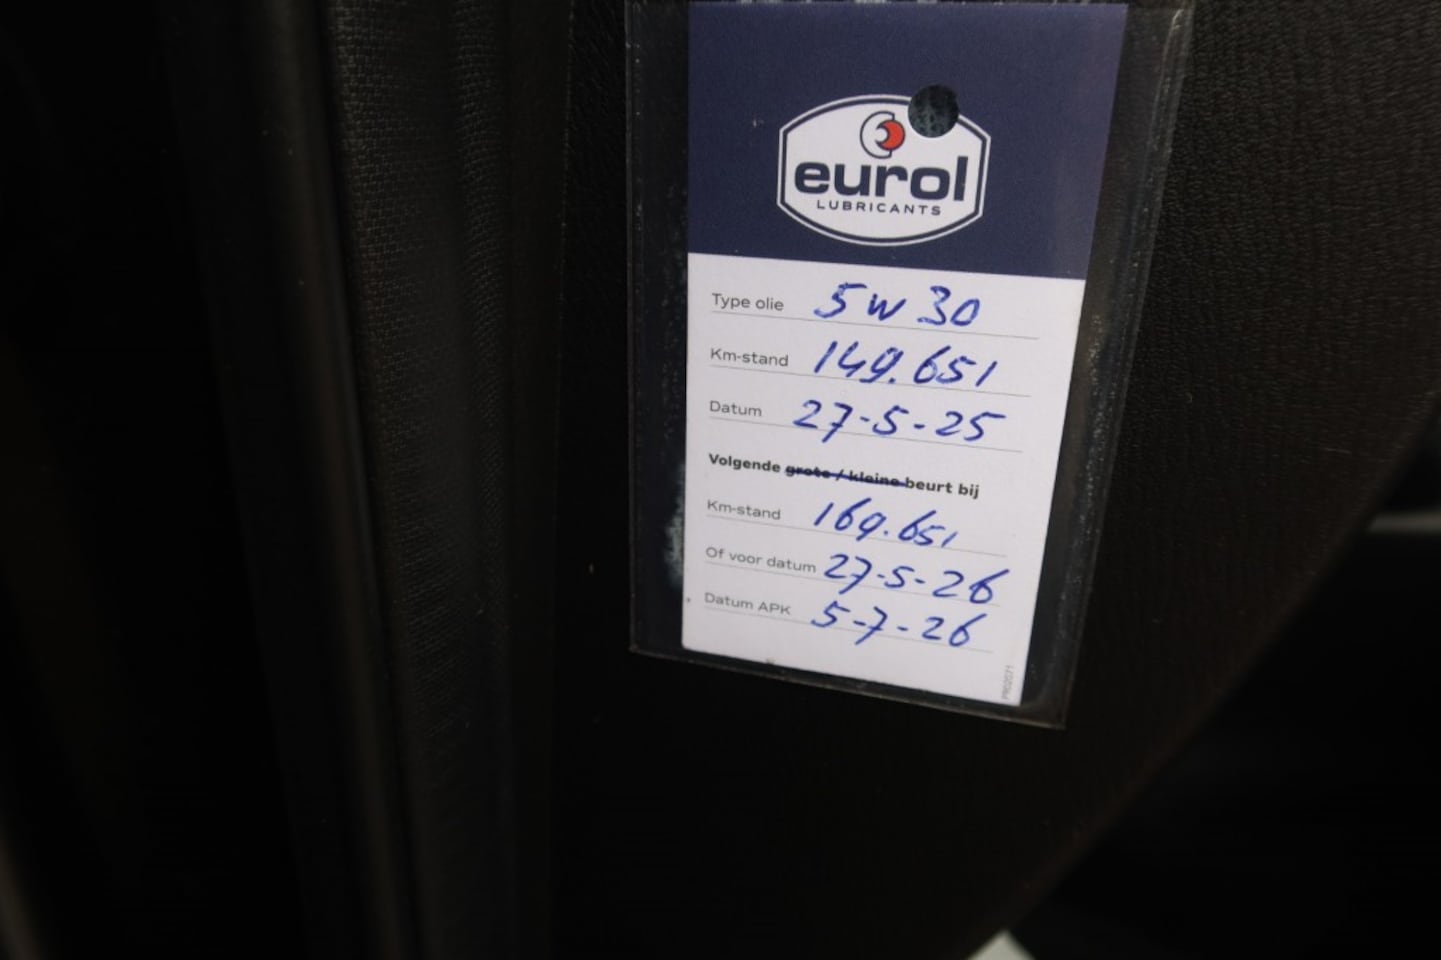 eurol
LUBRICANTS
Type olie 5W30
Km-stand 149.651
Datum 27-5-25
Volgende grote / kleine beurt bij
Km-stand 169.651
Of voor datum 27-5-26
Datum APK 5-7-26